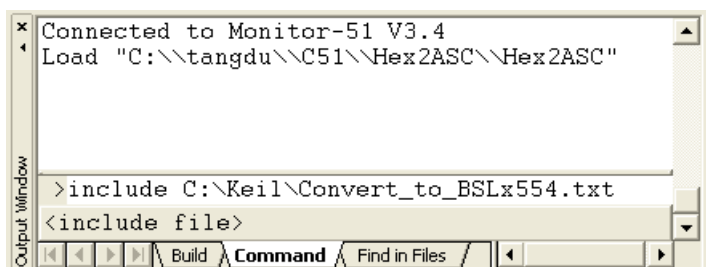 Connected to Monitor-51 V3.4
Load "C:\\tangdu\\C51\\Hex2ASC\\Hex2ASC"
>include C:\Keil\Convert_to_BSLx554.txt
<include file>
Output Window
Build Command Find in Files